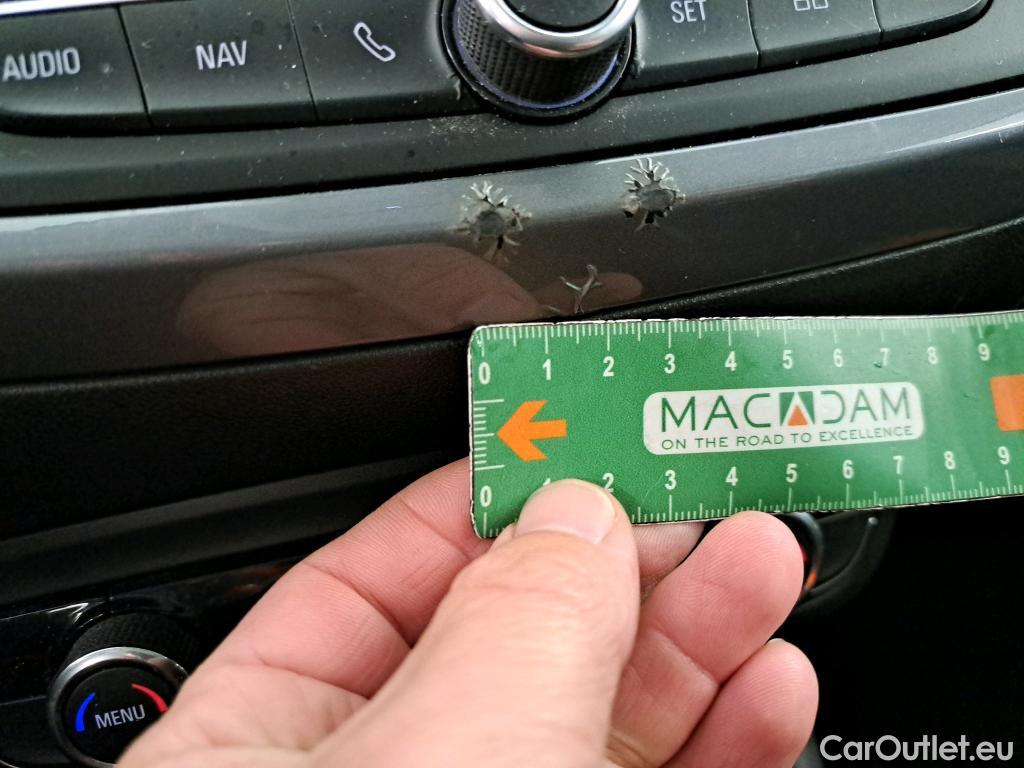 AUDIO
NAV
SET
0 1 2 3 4 5 6 7 8 9
MACADAM
ON THE ROAD TO EXCELLENCE
0 1 2 3 4 5 6 7 8 9
MENU
CarOutlet.eu